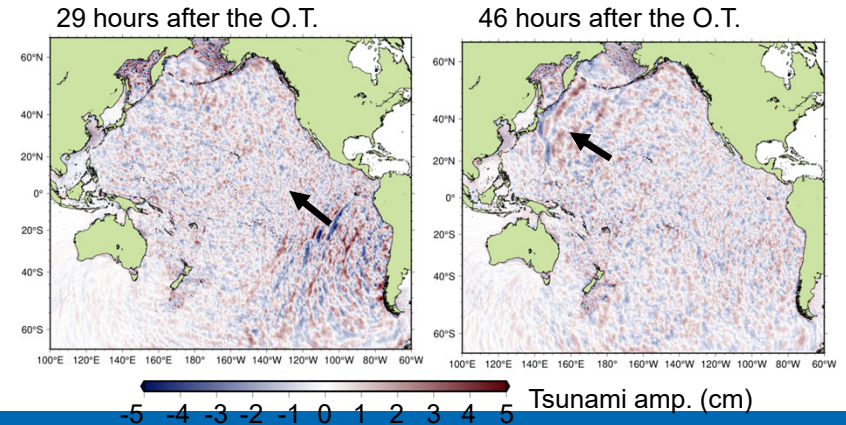 29 hours after the O.T.
46 hours after the O.T.
60°N
40°N
20°N
0°
20°S
40°S
60°S
100°E 120°E 140°E 160°E 180° 160°W 140°W 120°W 100°W 80°W 60°W
60°N
40°N
20°N
0°
20°S
40°S
60°S
100°E 120°E 140°E 160°E 180° 160°W 140°W 120°W 100°W 80°W 60°W
-5 -4 -3 -2 -1 0 1 2 3 4 5 Tsunami amp. (cm)